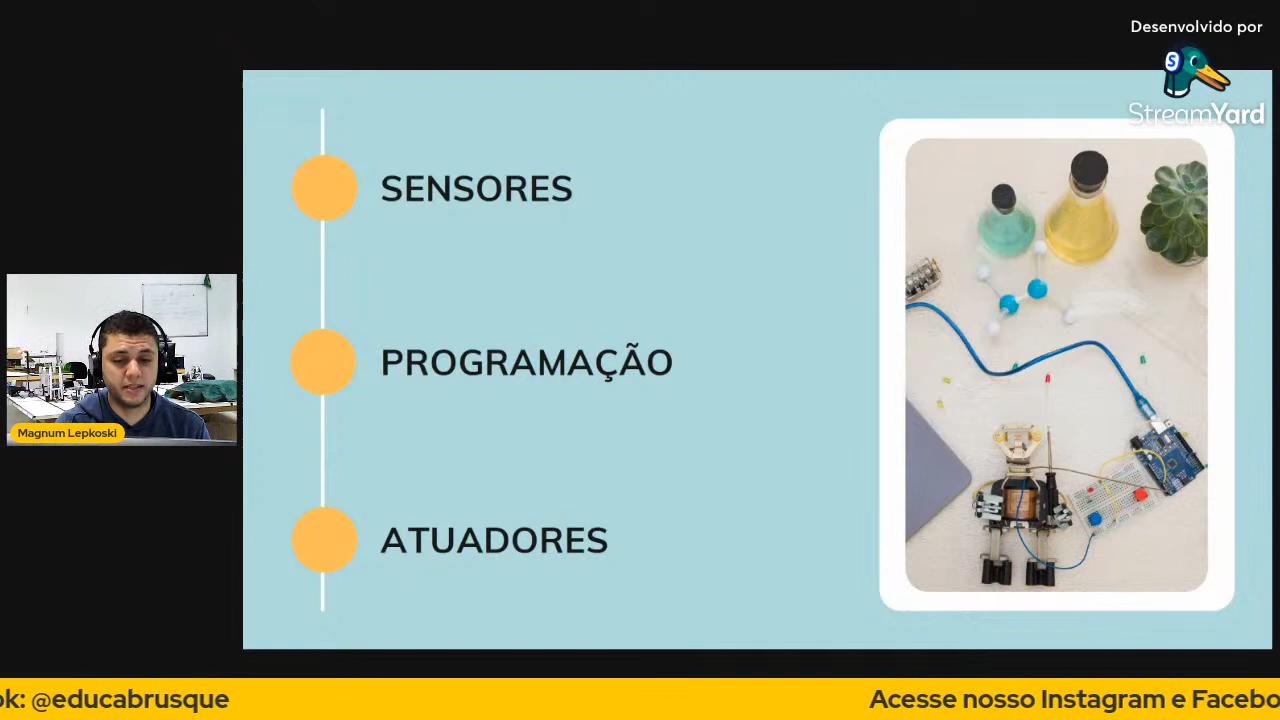 Desenvolvido por
StreamYard
SENSORES
PROGRAMAÇÃO
ATUADORES
Magnum Lepkoski
ok: @educabrusque
Acesse nosso Instagram e Facebo